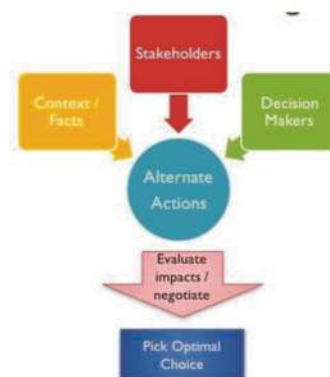 Stakeholders
Context /
Facts
Decision
Makers
Alternate
Actions
Evaluate
impacts /
negotiate
Pick Optimal
Choice